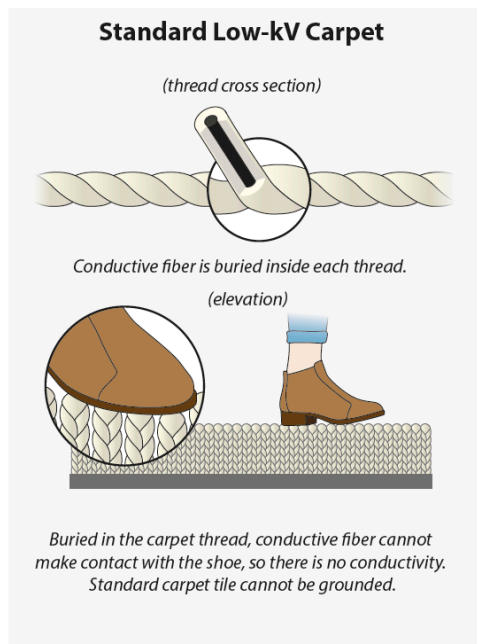 Standard Low-kV Carpet
(thread cross section)
Conductive fiber is buried inside each thread.
(elevation)
Buried in the carpet thread, conductive fiber cannot
make contact with the shoe, so there is no conductivity.
Standard carpet tile cannot be grounded.